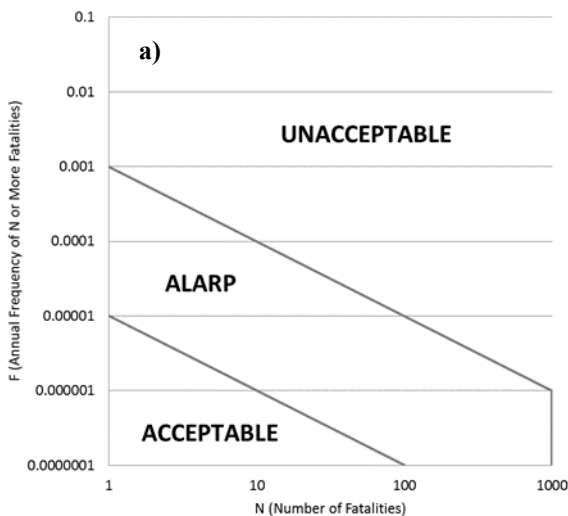 0.1
a)
0.01
UNACCEPTABLE
0.001
0.0001
ALARP
0.00001
0.000001
ACCEPTABLE
0.0000001
1 10 100 1000
N (Number of Fatalities)
F (Annual Frequency of N or More Fatalities)